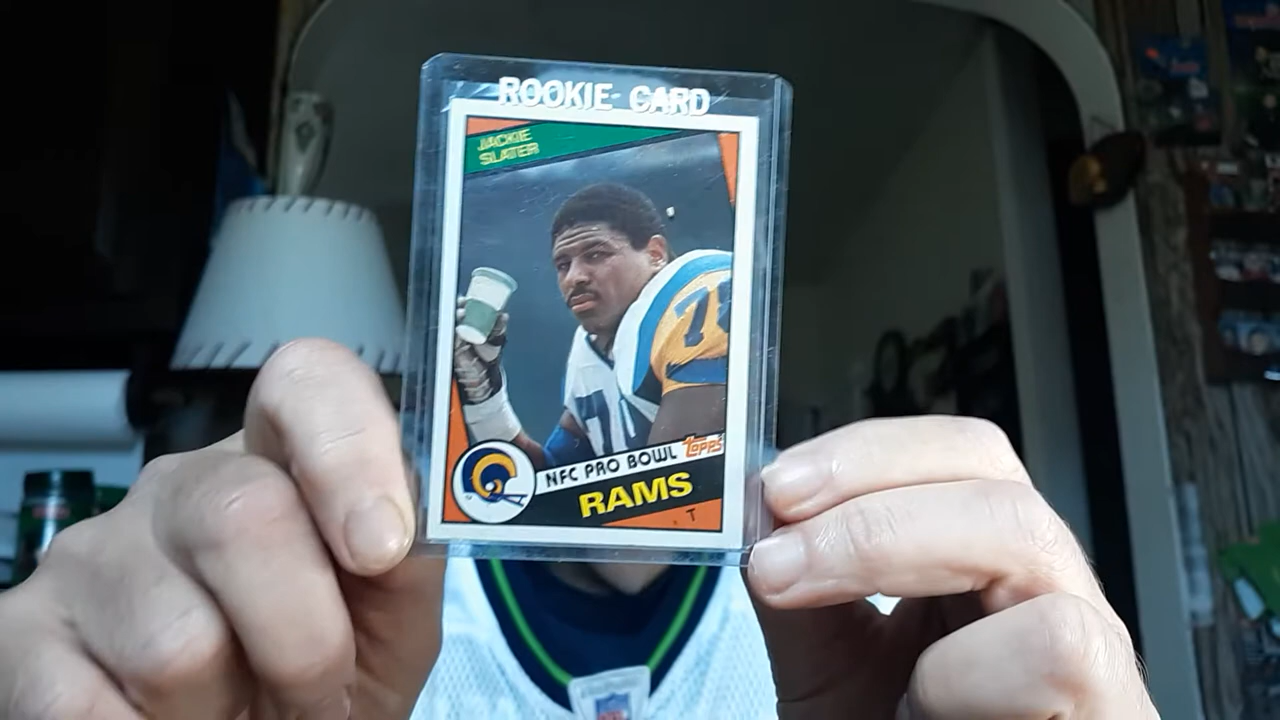 ROOKIE CARD
JACKIE
SLATER
NFC PRO BOWL
TOPPS
RAMS
T